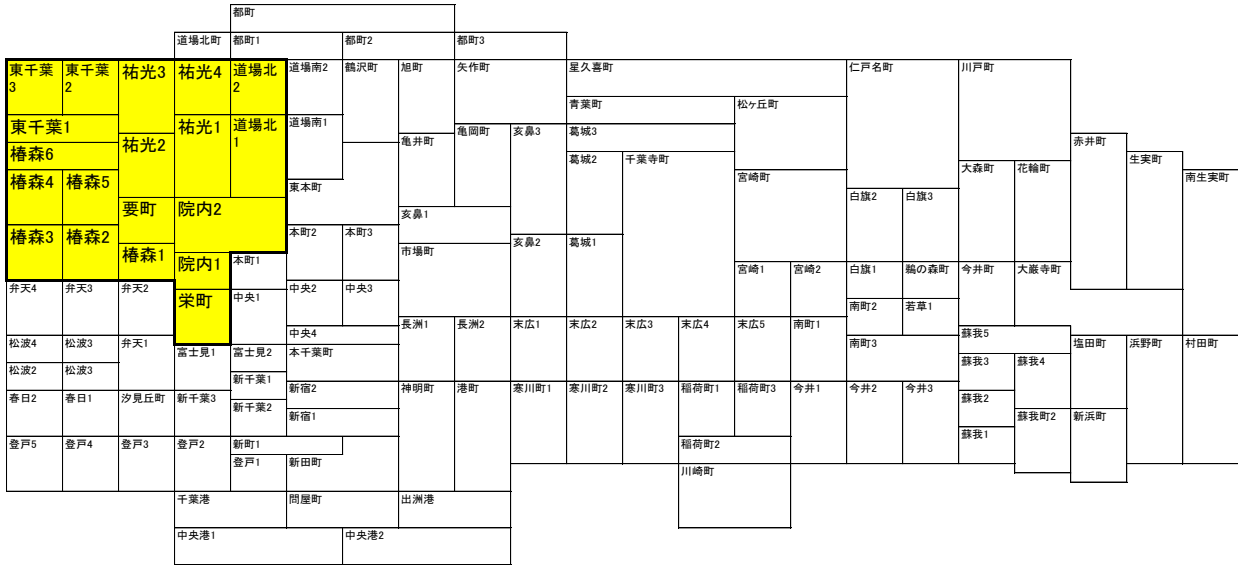 都町
道場北町 都町1 都町2 都町3
東千葉3 東千葉2 祐光3 祐光4 道場北2 道場南2 鶴沢町 旭町 矢作町 星久喜町 仁戸名町 川戸町
青葉町 松ヶ丘町
東千葉1 祐光1 道場北1 道場南1 亀岡町 亥鼻3 葛城3
祐光2 亀井町 赤井町
椿森6 葛城2 千葉寺町 生実町
椿森4 椿森5 宮崎町 大森町 花輪町 南生実町
東本町 白旗2 白旗3
要町 院内2 亥鼻1
椿森3 椿森2 本町2 本町3 亥鼻2 葛城1
椿森1 市場町
院内1 本町1 宮崎1 宮崎2 白旗1 鵜の森町 今井町 大巌寺町
弁天4 弁天3 弁天2 栄町 中央1 中央2 中央3
南町2 若草1
長洲1 長洲2 末広1 末広2 末広3 末広4 末広5 南町1
中央4 蘇我5
松波4 松波3 弁天1 富士見1 富士見2 本千葉町 南町3 塩田町 浜野町 村田町
蘇我3 蘇我4
松波2 松波3 新千葉1
新宿2 神明町 港町 寒川町1 寒川町2 寒川町3 稲荷町1 稲荷町3 今井1 今井2 今井3
春日2 春日1 汐見丘町 新千葉3 新千葉2 蘇我2
新宿1 蘇我町2 新浜町
蘇我1
登戸5 登戸4 登戸3 登戸2 新町1 稲荷町2
登戸1 新田町
川崎町
千葉港 問屋町 出洲港
中央港1 中央港2